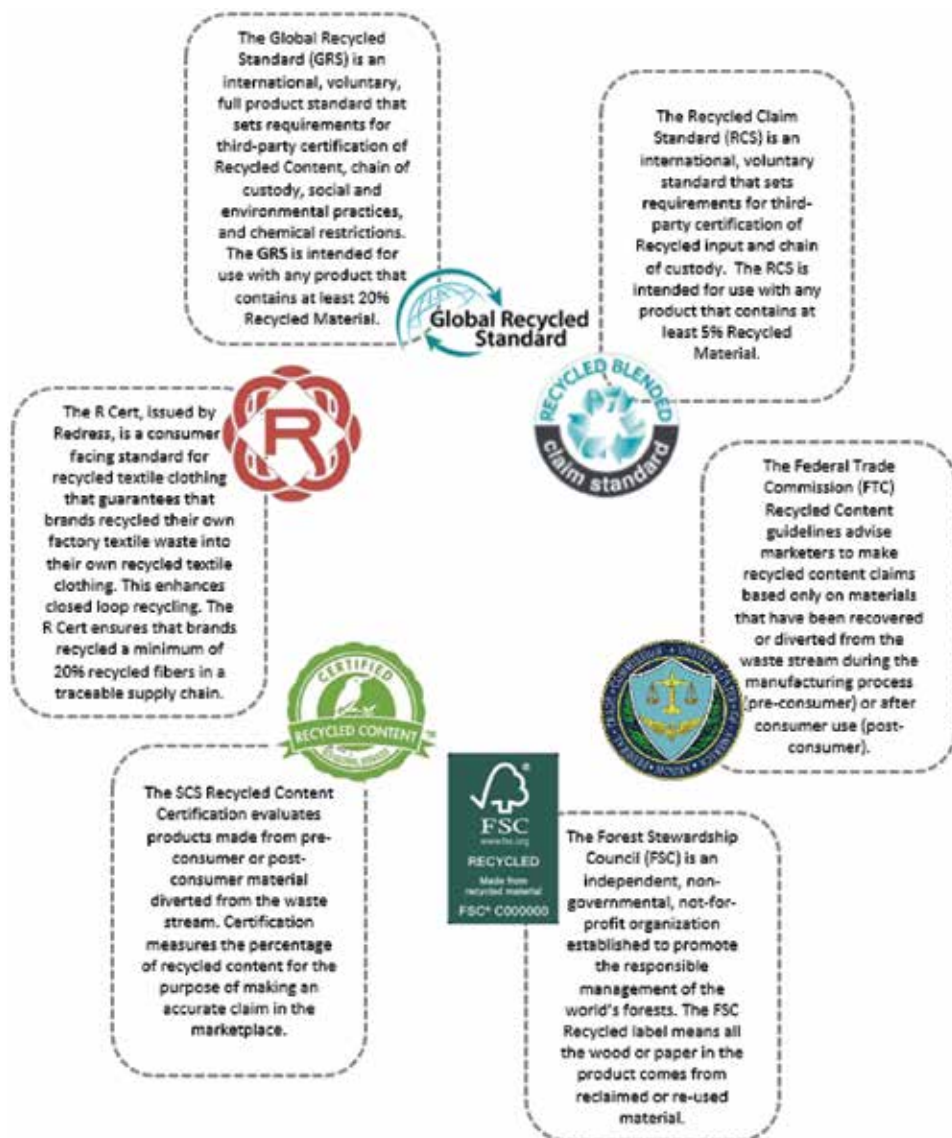 The Global Recycled
Standard (GRS) is an
international, voluntary,
full product standard that
sets requirements for
third-party certification of
Recycled Content, chain of
custody, social and
environmental practices,
and chemical restrictions.
The GRS is intended for
use with any product that
contains at least 20%
Recycled Material.
Global Recycled
Standard
The Recycled Claim
Standard (RCS) is an
international, voluntary
standard that sets
requirements for third-
party certification of
Recycled input and chain
of custody. The RCS is
intended for use with any
product that contains at
least 5% Recycled
Material.
RECYCLED BLENDED
claim standard
The R Cert, issued by
Redress, is a consumer
facing standard for
recycled textile clothing
that guarantees that
brands recycled their own
factory textile waste into
their own recycled textile
clothing. This enhances
closed loop recycling. The
R Cert ensures that brands
recycled a minimum of
20% recycled fibers in a
traceable supply chain.
R
The Federal Trade
Commission (FTC)
Recycled Content
guidelines advise
marketers to make
recycled content claims
based only on materials
that have been recovered
or diverted from the
waste stream during the
manufacturing process
(pre-consumer) or after
consumer use (post-
consumer).
FEDERAL TRADE COMMISSION UNITED STATES OF AMERICA
CERTIFIED
RECYCLED CONTENT
The SCS Recycled Content
Certification evaluates
products made from pre-
consumer or post-
consumer material
diverted from the waste
stream. Certification
measures the percentage
of recycled content for the
purpose of making an
accurate claim in the
marketplace.
FSC®
www.fsc.org
RECYCLED
Made from
recycled material
FSC® C000000
The Forest Stewardship
Council (FSC) is an
independent, non-
governmental, not-for-
profit organization
established to promote
the responsible
management of the
world's forests. The FSC
Recycled label means all
the wood or paper in the
product comes from
reclaimed or re-used
material.